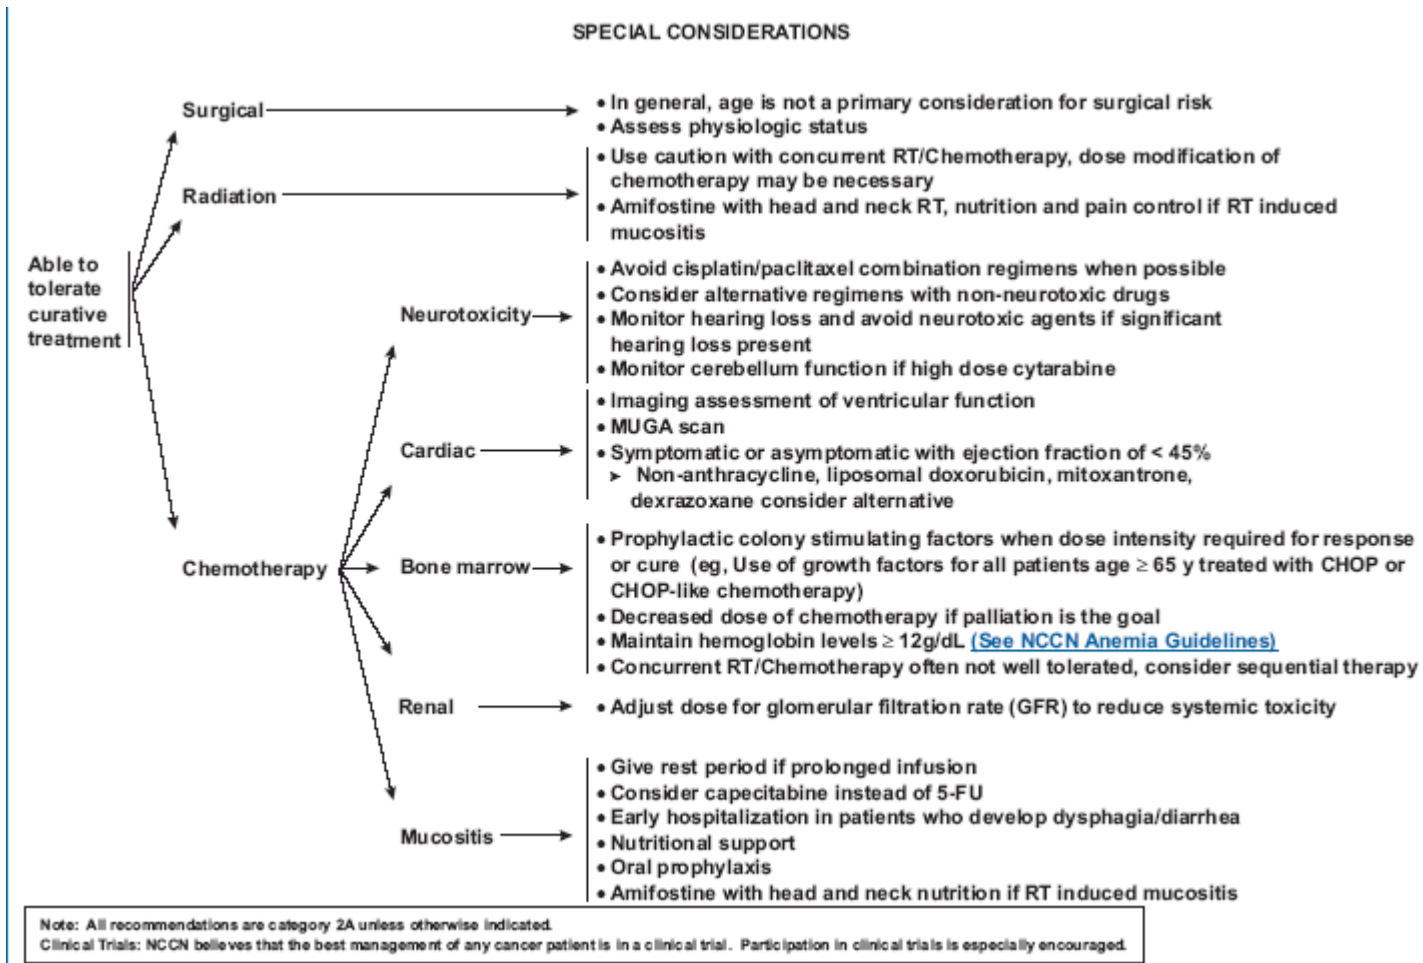 SPECIAL CONSIDERATIONS
Surgical
• In general, age is not a primary consideration for surgical risk
• Assess physiologic status
Radiation
• Use caution with concurrent RT/Chemotherapy, dose modification of
chemotherapy may be necessary
• Amifostine with head and neck RT, nutrition and pain control if RT induced
mucositis
Able to
tolerate
curative
treatment
Neurotoxicity
• Avoid cisplatin/paclitaxel combination regimens when possible
• Consider alternative regimens with non-neurotoxic drugs
• Monitor hearing loss and avoid neurotoxic agents if significant
hearing loss present
• Monitor cerebellum function if high dose cytarabine
Cardiac
• Imaging assessment of ventricular function
• MUGA scan
• Symptomatic or asymptomatic with ejection fraction of < 45%
➤ Non-anthracycline, liposomal doxorubicin, mitoxantrone,
dexrazoxane consider alternative
Chemotherapy
Bone marrow
• Prophylactic colony stimulating factors when dose intensity required for response
or cure (eg, Use of growth factors for all patients age ≥ 65 y treated with CHOP or
CHOP-like chemotherapy)
• Decreased dose of chemotherapy if palliation is the goal
• Maintain hemoglobin levels ≥ 12g/dL (See NCCN Anemia Guidelines)
• Concurrent RT/Chemotherapy often not well tolerated, consider sequential therapy
Renal
• Adjust dose for glomerular filtration rate (GFR) to reduce systemic toxicity
Mucositis
• Give rest period if prolonged infusion
• Consider capecitabine instead of 5-FU
• Early hospitalization in patients who develop dysphagia/diarrhea
• Nutritional support
• Oral prophylaxis
• Amifostine with head and neck nutrition if RT induced mucositis
Note: All recommendations are category 2A unless otherwise indicated.
Clinical Trials: NCCN believes that the best management of any cancer patient is in a clinical trial. Participation in clinical trials is especially encouraged.